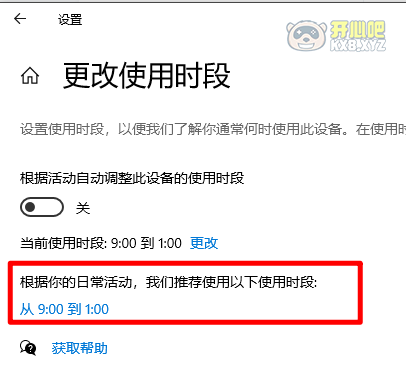 设置
开心吧
KX8.XYZ
更改使用时段
设置使用时段，以便我们了解你通常何时使用此设备。在使用时
根据活动自动调整此设备的使用时段
关
当前使用时段: 9:00 到 1:00 更改
根据你的日常活动，我们推荐使用以下使用时段:
从 9:00 到 1:00
获取帮助